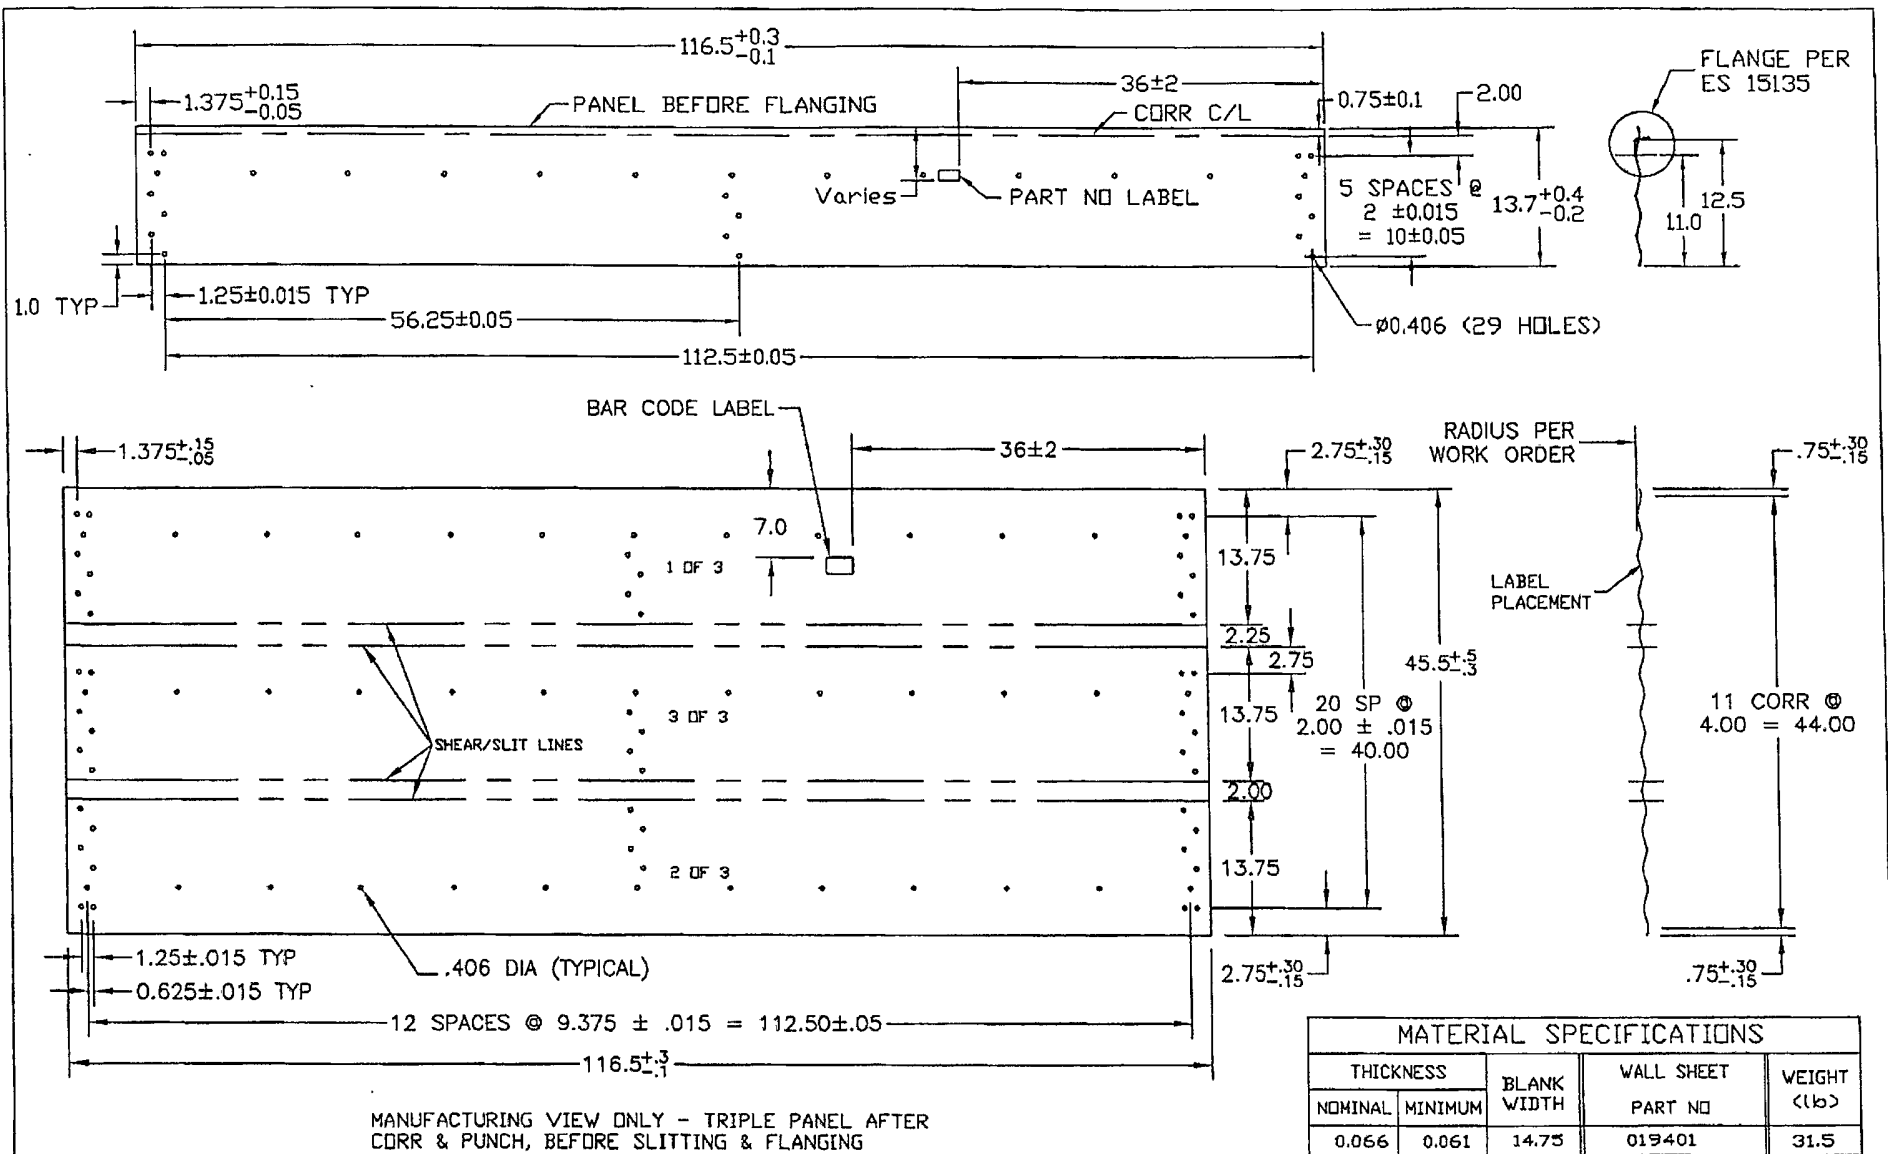 116.5+0.3 -0.1
36±2
FLANGE PER
ES 15135
1.375+0.15 -0.05
PANEL BEFORE FLANGING
CORR C/L
0.75±0.1
2.00
Varies
PART NO LABEL
5 SPACES @
2 ±0.015
= 10±0.05
13.7+0.4 -0.2
11.0
12.5
1.0 TYP
1.25±0.015 TYP
56.25±0.05
Ø0.406 (29 HOLES)
112.5±0.05
BAR CODE LABEL
1.375+.15 -.05
36±2
2.75+.30 -.15
RADIUS PER
WORK ORDER
.75+.30 -.15
7.0
1 OF 3
13.75
LABEL
PLACEMENT
2.25
2.75
45.5+.5 -.3
3 OF 3
13.75
20 SP @
2.00 ± .015
= 40.00
11 CORR @
4.00 = 44.00
SHEAR/SLIT LINES
2.00
2 OF 3
13.75
1.25±.015 TYP
.406 DIA (TYPICAL)
2.75+.30 -.15
.75+.30 -.15
0.625±.015 TYP
12 SPACES @ 9.375 ± .015 = 112.50±.05
116.5+.3 -.1
MANUFACTURING VIEW ONLY - TRIPLE PANEL AFTER
CORR & PUNCH, BEFORE SLITTING & FLANGING
MATERIAL SPECIFICATIONS
THICKNESS
BLANK WIDTH
WALL SHEET PART NO
WEIGHT (lb)
NOMINAL MINIMUM
0.066 0.061 14.75 019401 31.5